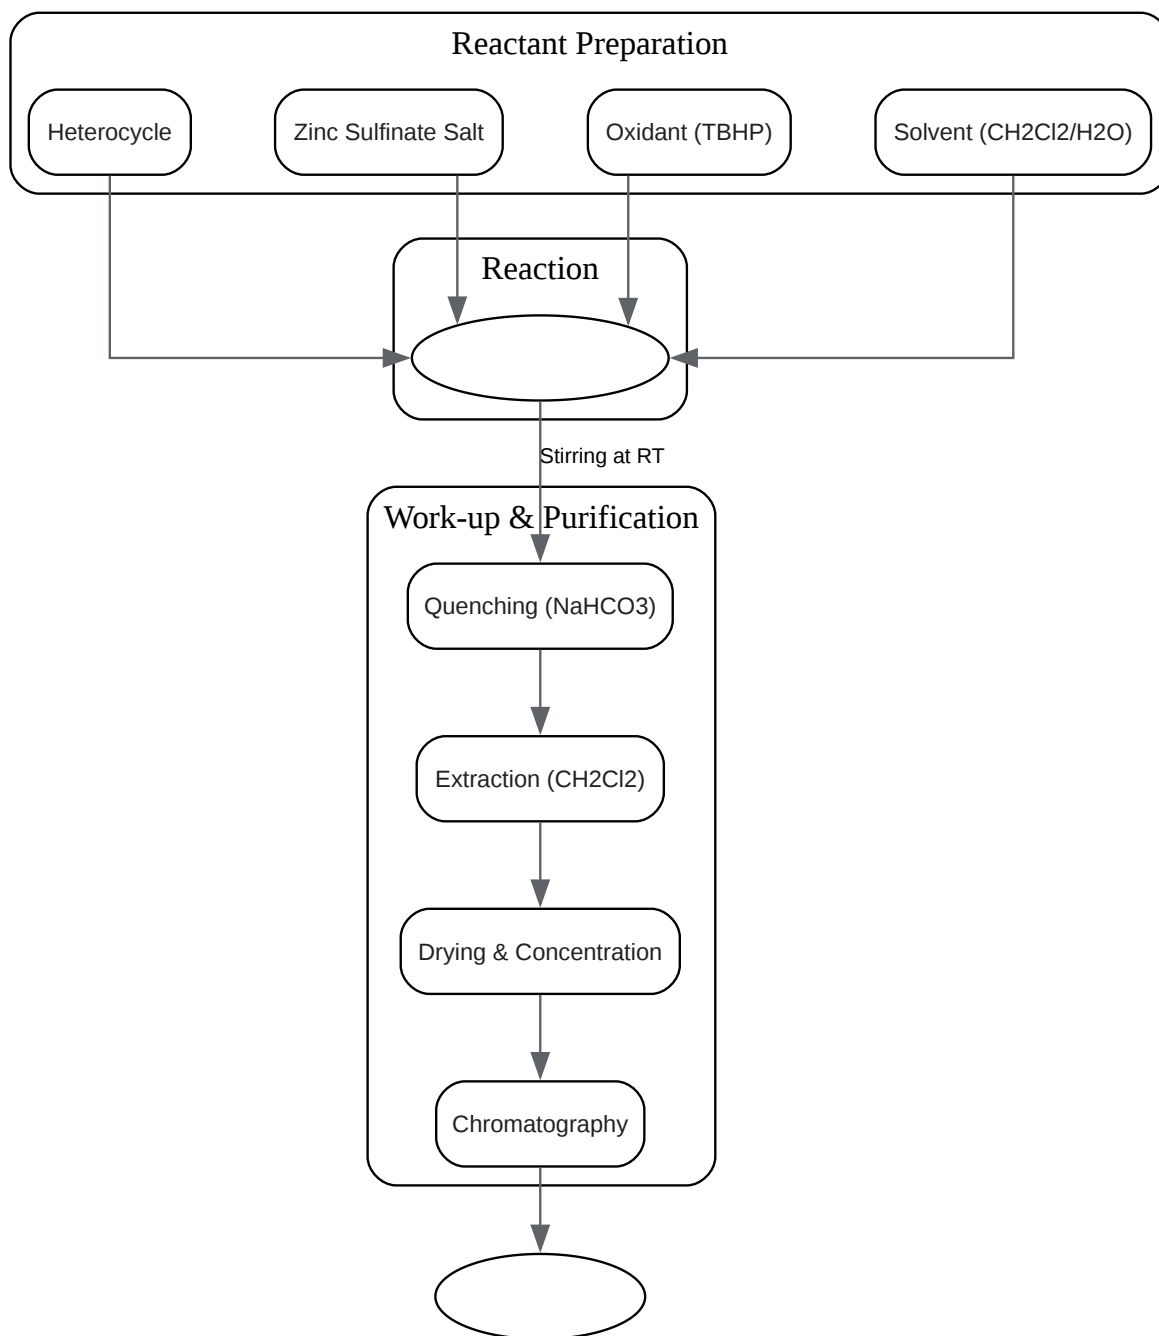 Reactant Preparation
Heterocycle
Zinc Sulfinate Salt
Oxidant (TBHP)
Solvent (CH2Cl2/H2O)
Reaction
Stirring at RT
Work-up & Purification
Quenching (NaHCO3)
Extraction (CH2Cl2)
Drying & Concentration
Chromatography